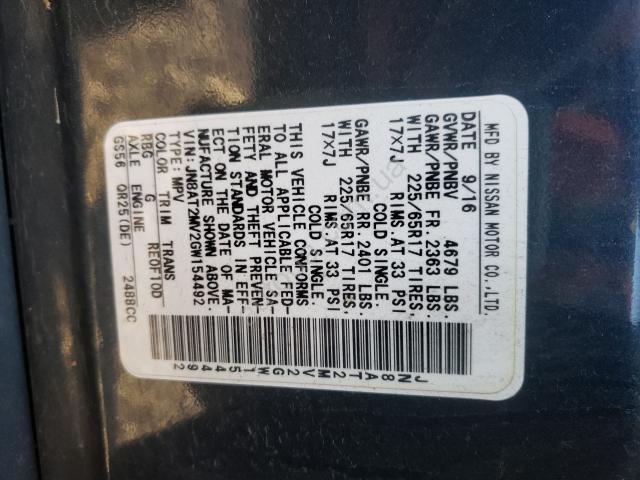 MFD BY NISSAN MOTOR CO.,LTD.
DATE 9/16
GVWR/PNBV 4679 LBS.
GAWR/PNBE FR. 2363 LBS.
WITH 225/65R17 TIRES,
17X7J RIMS.AT 33 PSI
COLD SINGLE.
GAWR/PNBE RR. 2401 LBS.
WITH 225/65R17 TIRES,
17X7J RIMS.AT 33 PSI
COLD SINGLE.
THIS VEHICLE CONFORMS
TO ALL APPLICABLE FED-
ERAL MOTOR VEHICLE SA-
FETY AND THEFT PREVEN-
TION STANDARDS IN EFF-
ECT ON THE DATE OF MA-
NUFACTURE SHOWN ABOVE.
VIN:JN8AT2MV2GW154492
TYPE:MPV
COLOR TRIM TRANS
RBG G RE0F10D
AXLE ENGINE
GS56 QR25(DE) 2488CC
JN8AT2MV2GW154492